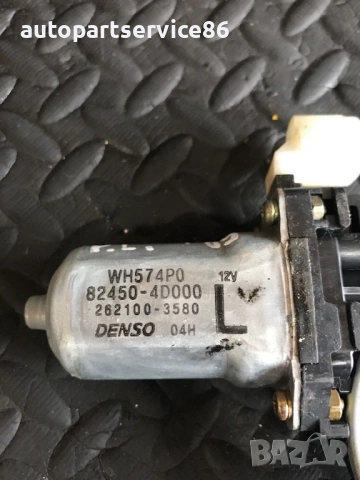 autopartservice86@
F.L
WH574P0 12V
82450-4D000
262100-3580
DENSO 04H L
BAZAR